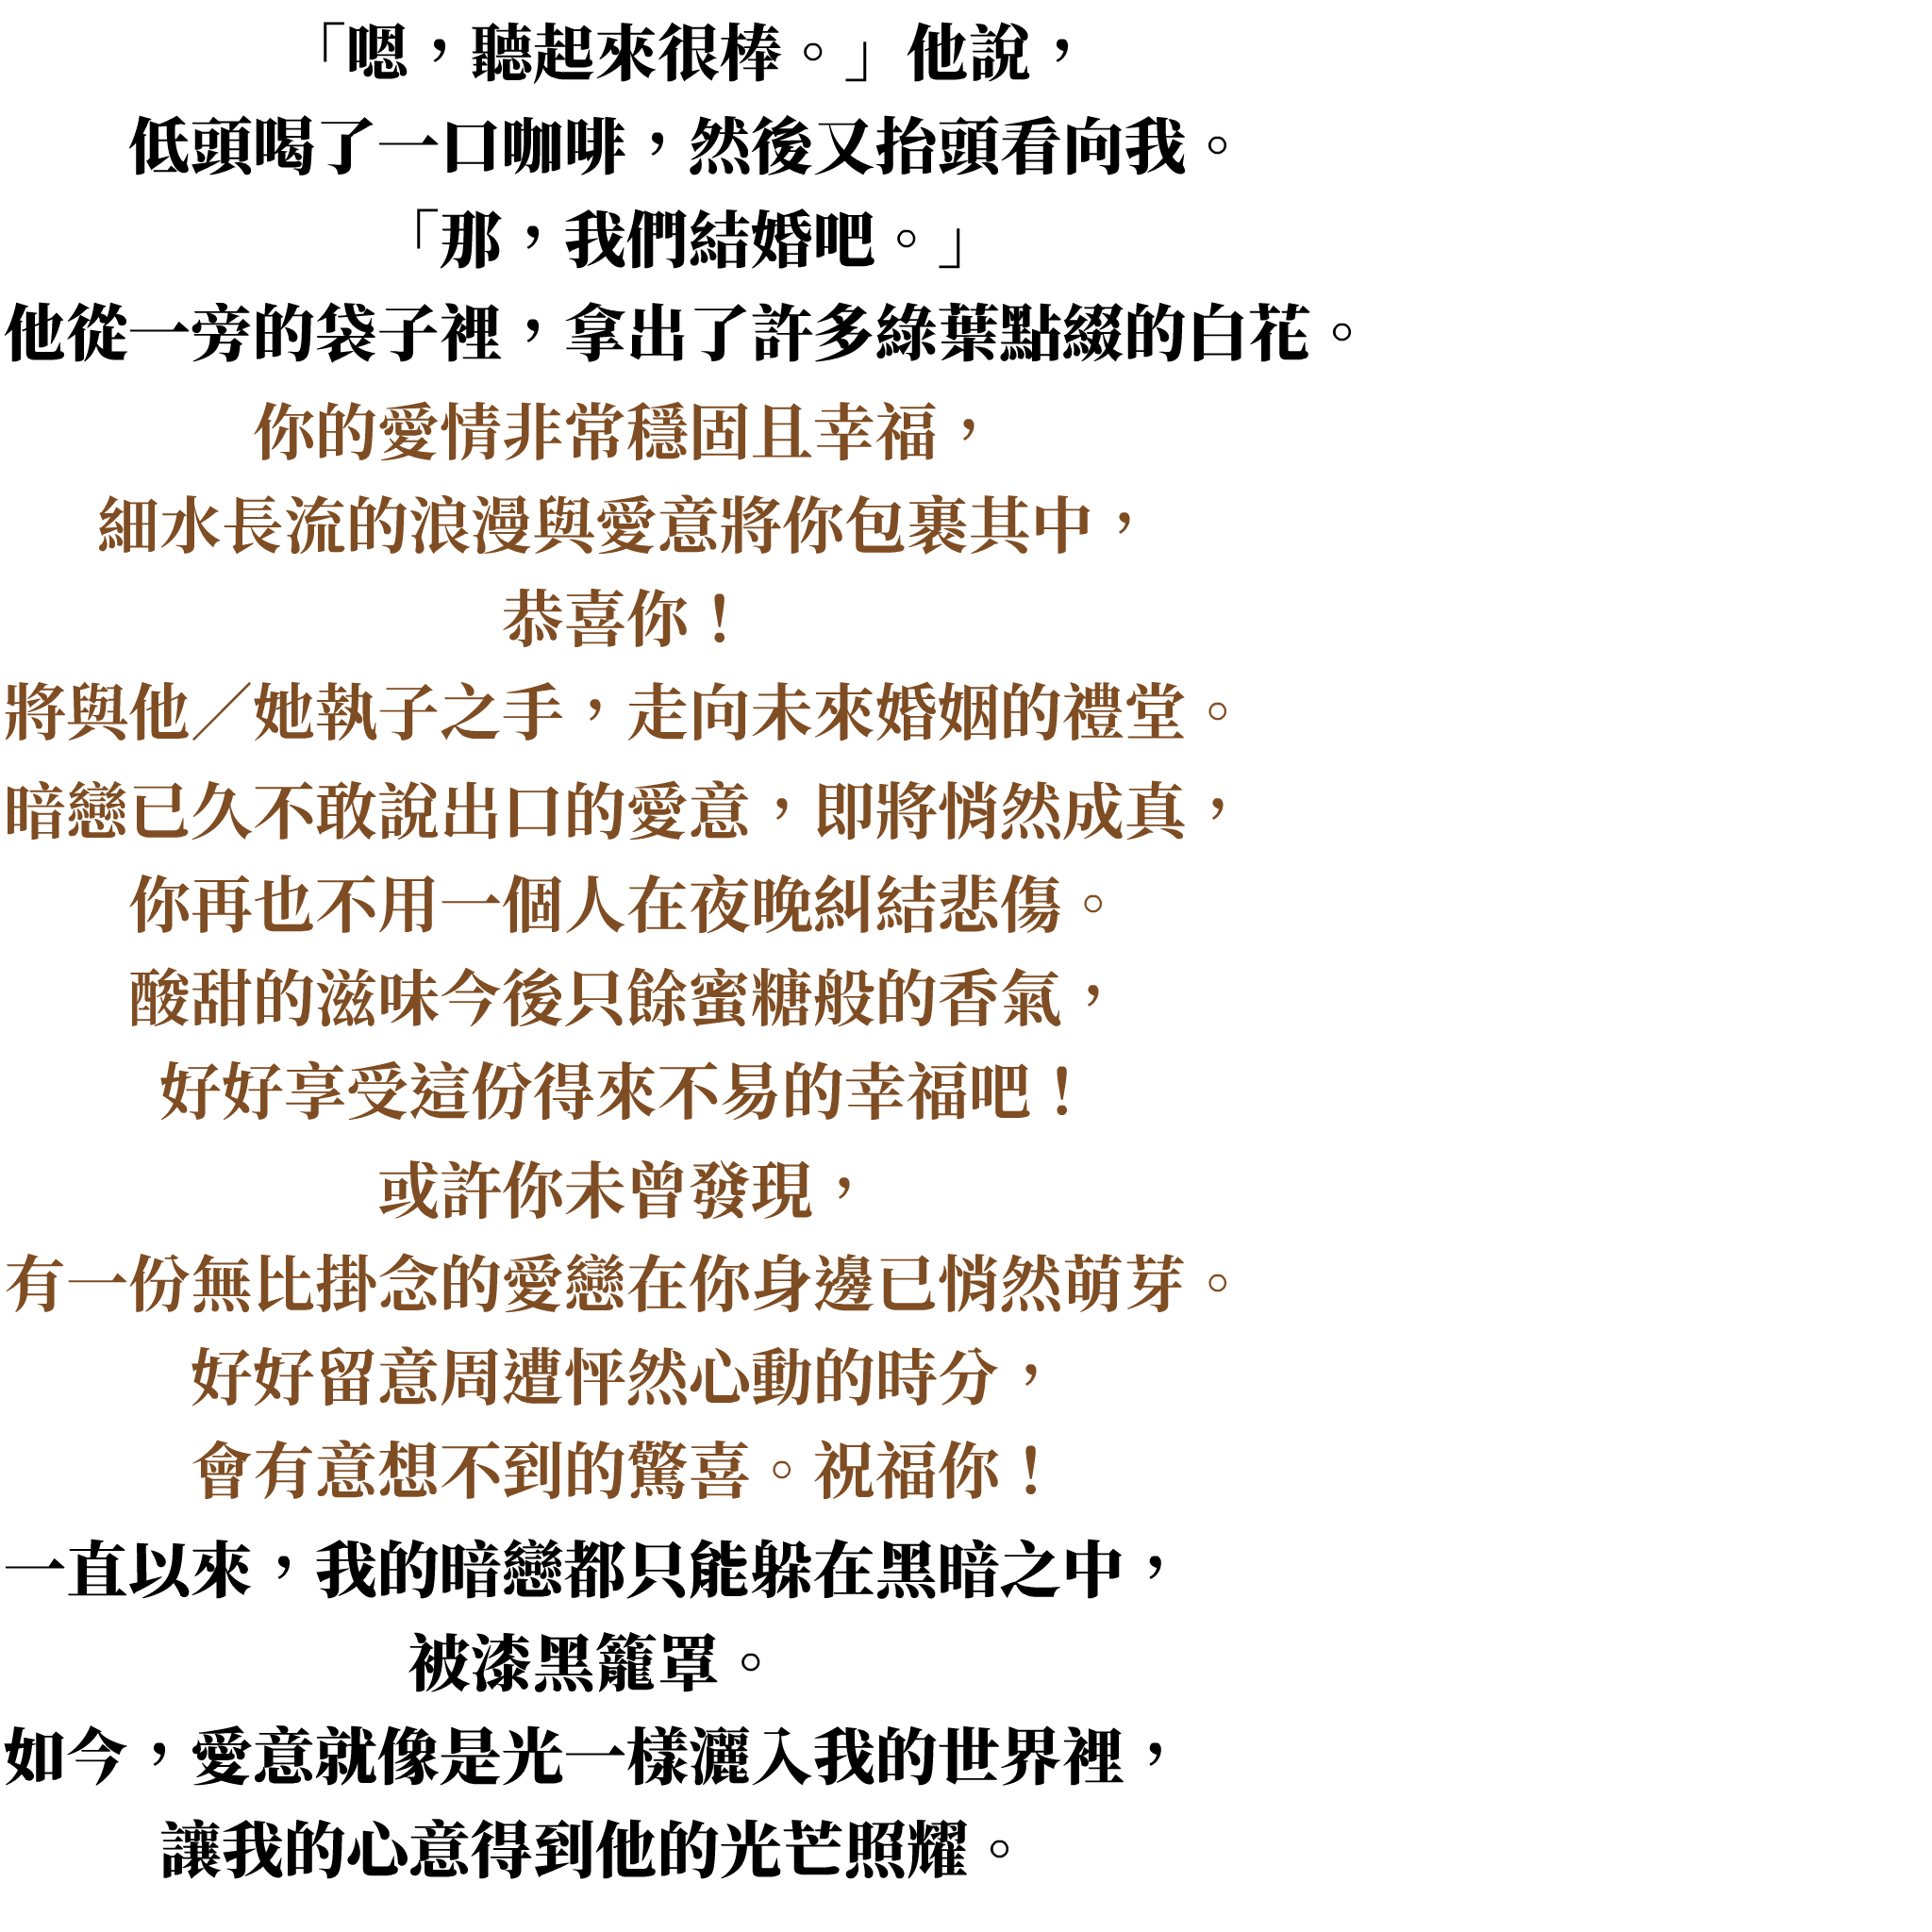 「嗯，聽起來很棒。」他說，
低頭喝了一口咖啡，然後又抬頭看向我。
「那，我們結婚吧。」
他從一旁的袋子裡，拿出了許多綠葉點綴的白花。
你的愛情非常穩固且幸福，
細水長流的浪漫與愛意將你包裹其中，
恭喜你！
將與他／她執子之手，走向未來婚姻的禮堂。
暗戀已久不敢說出口的愛意，即將悄然成真，
你再也不用一個人在夜晚糾結悲傷。
酸甜的滋味今後只餘蜜糖般的香氣，
好好享受這份得來不易的幸福吧！
或許你未曾發現，
有一份無比掛念的愛戀在你身邊已悄然萌芽。
好好留意周遭怦然心動的時分，
會有意想不到的驚喜。祝福你！
一直以來，我的暗戀都只能躲在黑暗之中，
被漆黑籠罩。
如今，愛意就像是光一樣灑入我的世界裡，
讓我的心意得到他的光芒照耀。